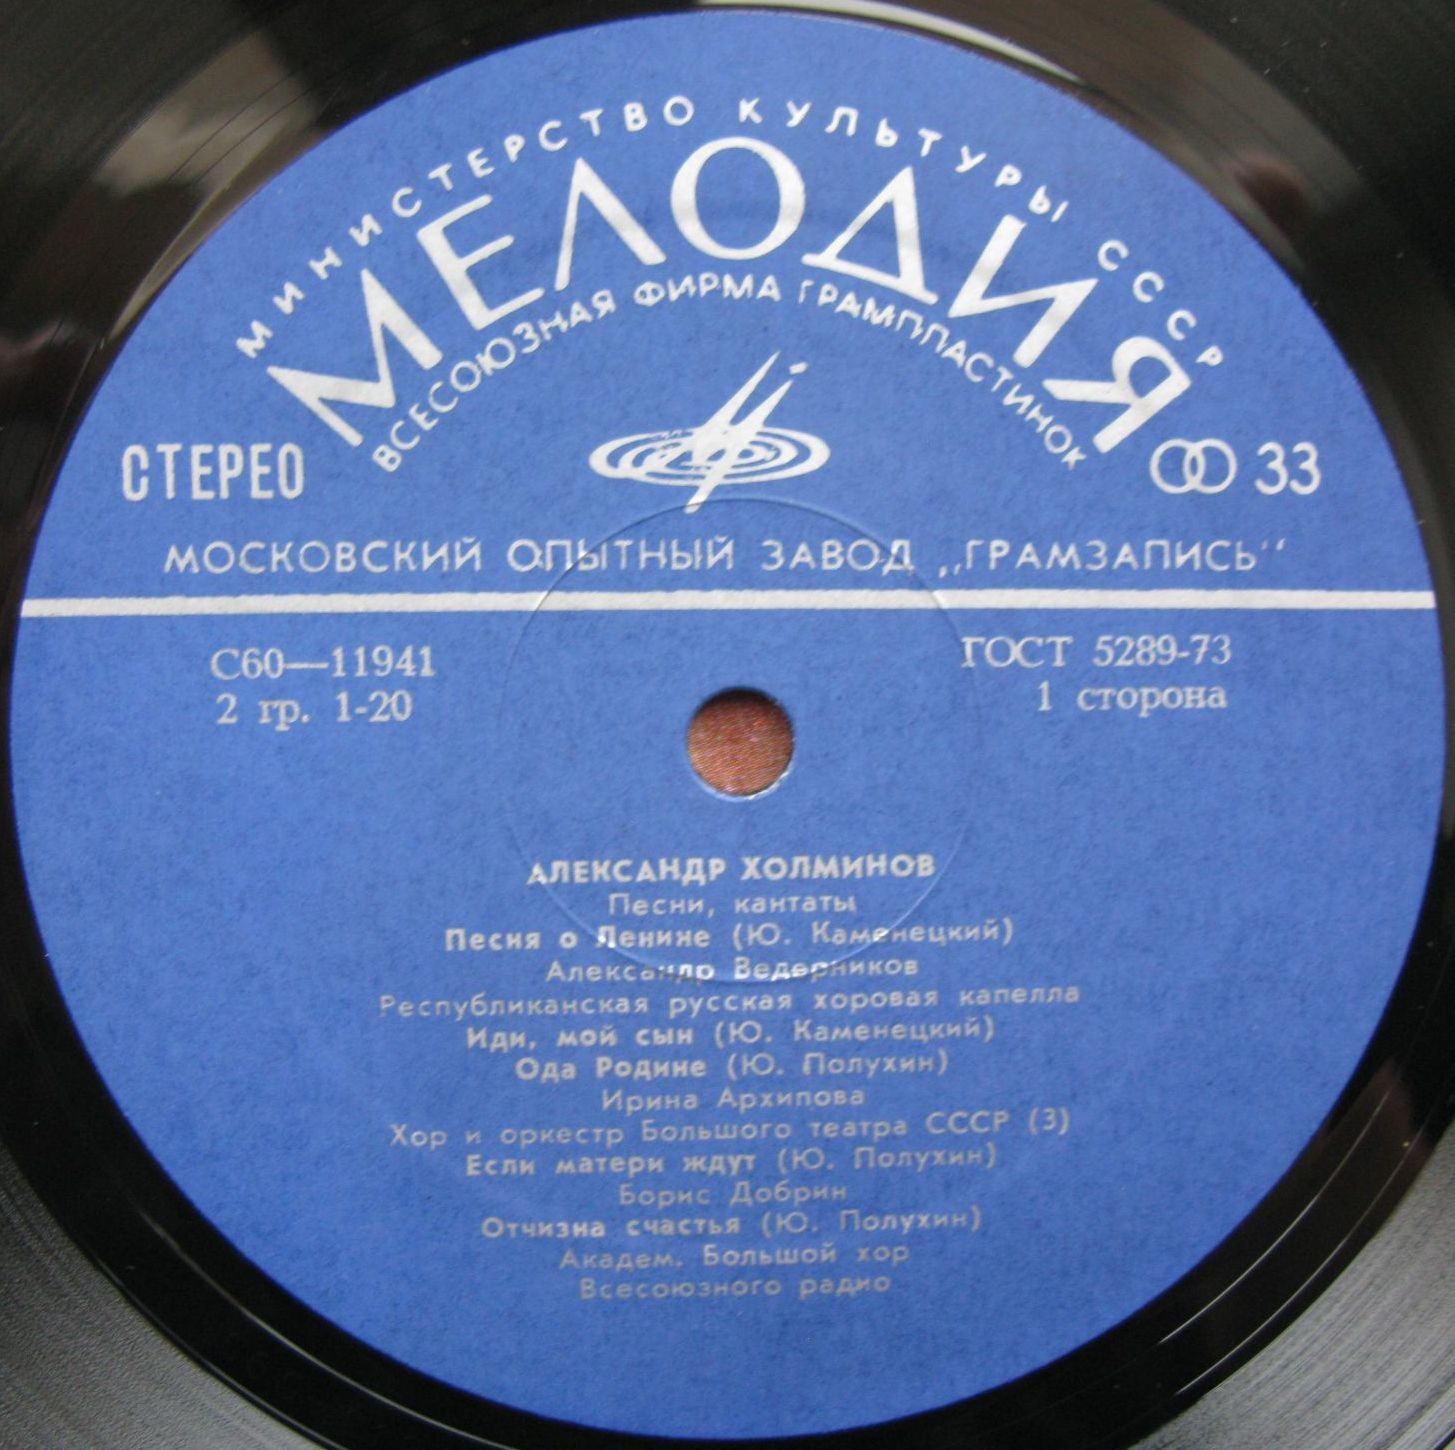 МИНИСТЕРСТВО КУЛЬТУРЫ СССР
МЕЛОДИЯ
ВСЕСОЮЗНАЯ ФИРМА ГРАМПЛАСТИНОК
СТЕРЕО
33
МОСКОВСКИЙ ОПЫТНЫЙ ЗАВОД „ГРАМЗАПИСЬ“
С60—11941
ГОСТ 5289-73
2 гр. 1-20
1 сторона
АЛЕКСАНДР ХОЛМИНОВ
Песни, кантаты
Песня о Ленине (Ю. Каменецкий)
Александр Ведерников
Республиканская русская хоровая капелла
Иди, мой сын (Ю. Каменецкий)
Ода Родине (Ю. Полухин)
Ирина Архипова
Хор и оркестр Большого театра СССР (3)
Если матери ждут (Ю. Полухин)
Борис Добрин
Отчизна счастья (Ю. Полухин)
Академ. Большой хор
Всесоюзного радио